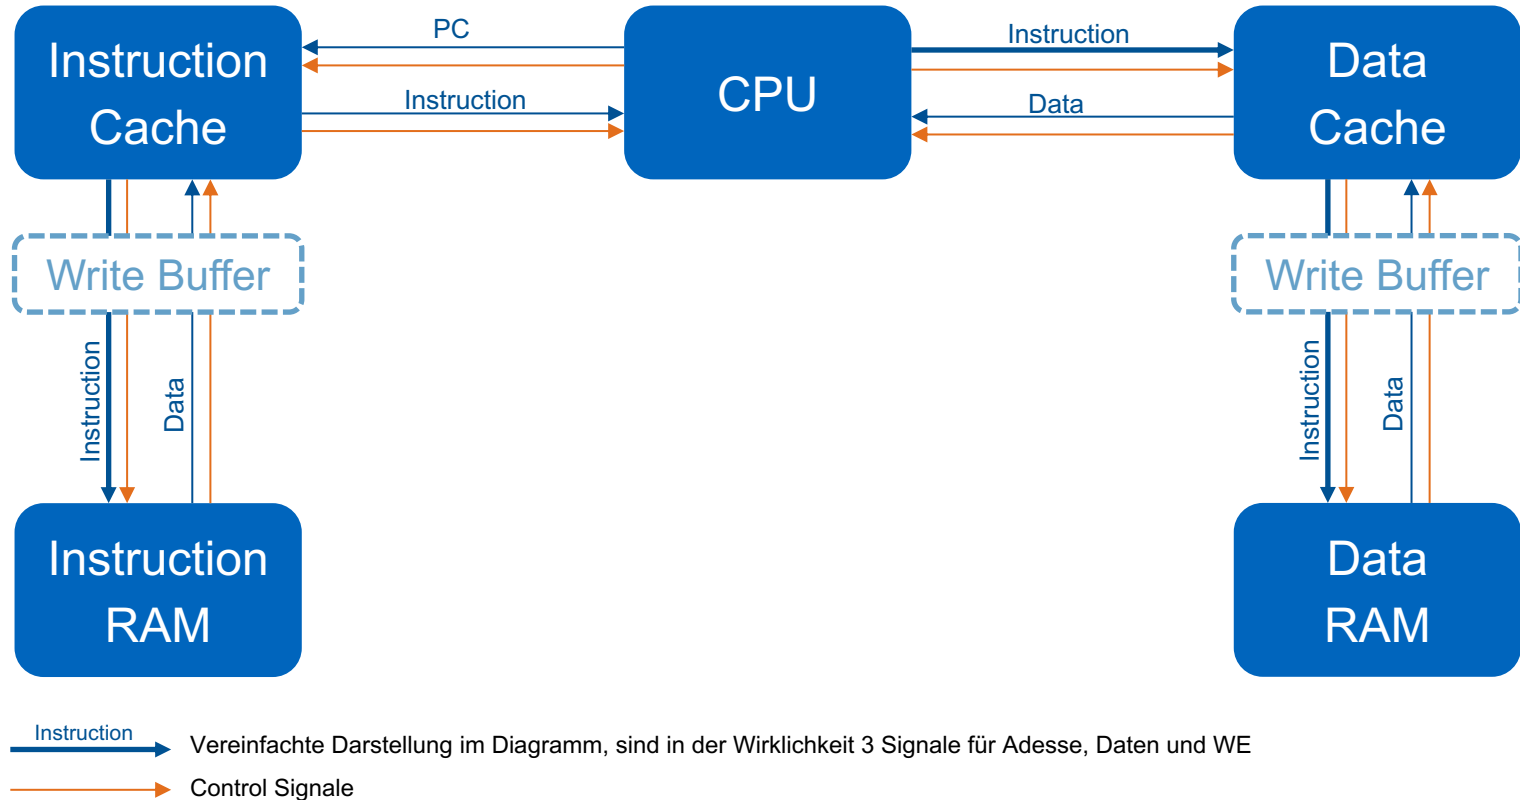 Instruction
Cache
PC
Instruction
CPU
Instruction
Data
Data
Cache
Write Buffer
Write Buffer
Instruction
Data
Instruction
Data
Instruction
RAM
Data
RAM
Instruction
Vereinfachte Darstellung im Diagramm, sind in der Wirklichkeit 3 Signale für Adesse, Daten und WE
Control Signale